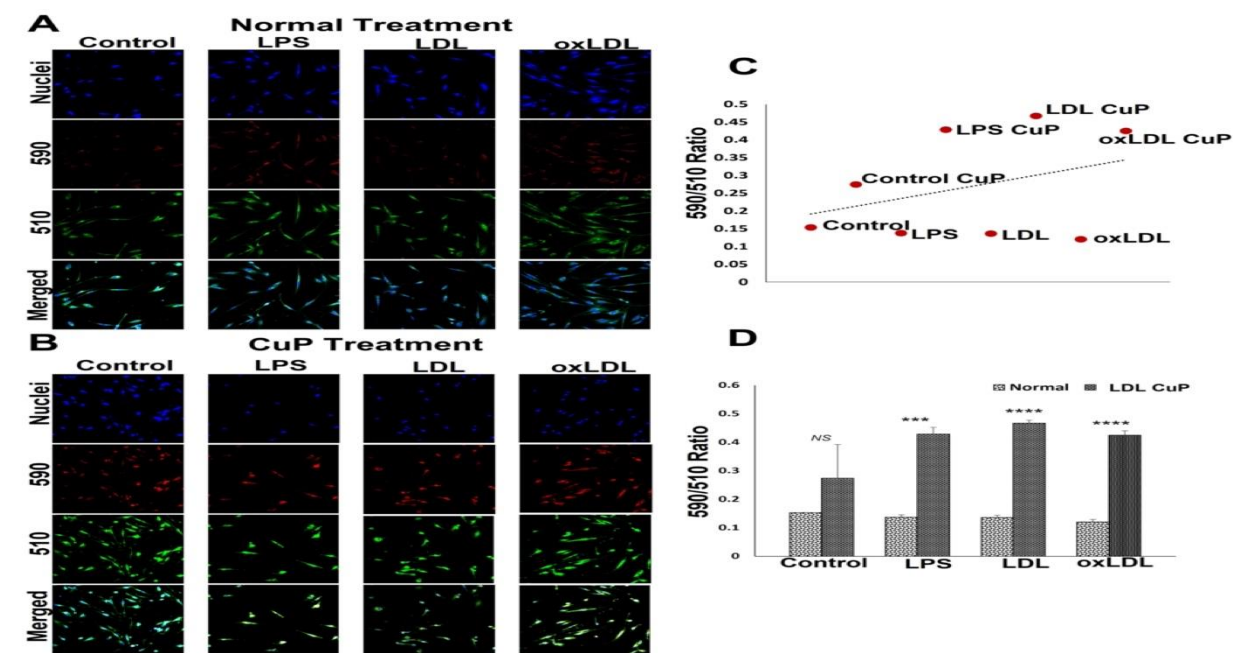 A
Normal Treatment
Control LPS LDL oxLDL
Nuclei
590
510
Merged
B
CuP Treatment
Control LPS LDL oxLDL
Nuclei
590
510
Merged
C
590/510 Ratio
0.5
0.45
0.4
0.35
0.3
0.25
0.2
0.15
0.1
0.05
0
LDL CuP
LPS CuP
oxLDL CuP
Control CuP
Control
LPS
LDL
oxLDL
D
590/510 Ratio
0.6
0.5
0.4
0.3
0.2
0.1
0
Normal LDL CuP
NS
***
****
****
Control LPS LDL oxLDL